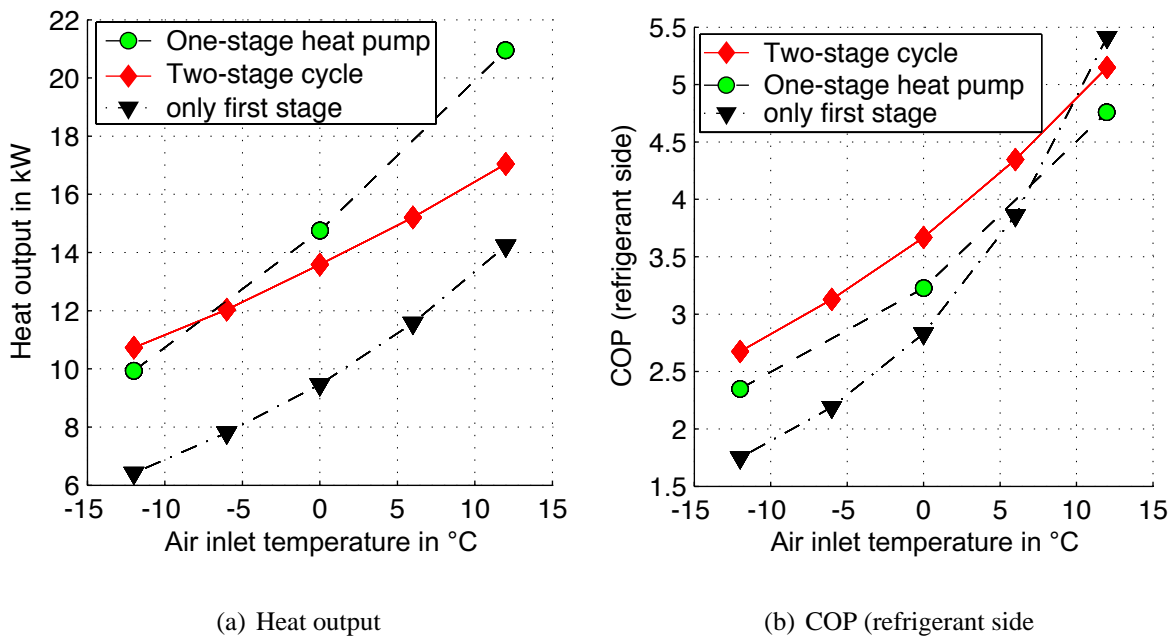 22
20
18
16
14
12
10
8
6
Heat output in kW
One-stage heat pump
Two-stage cycle
only first stage
-15 -10 -5 0 5 10 15
Air inlet temperature in °C
(a) Heat output
5.5
5
4.5
4
3.5
3
2.5
2
1.5
COP (refrigerant side)
Two-stage cycle
One-stage heat pump
only first stage
-15 -10 -5 0 5 10 15
Air inlet temperature in °C
(b) COP (refrigerant side